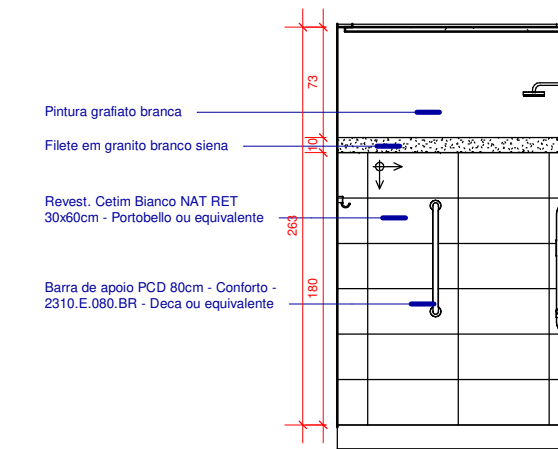 73
Pintura grafiato branca
Filete em granito branco siena
10
Revest. Cetim Bianco NAT RET
30x60cm - Portobello ou equivalente
263
180
Barra de apoio PCD 80cm - Conforto -
2310.E.080.BR - Deca ou equivalente